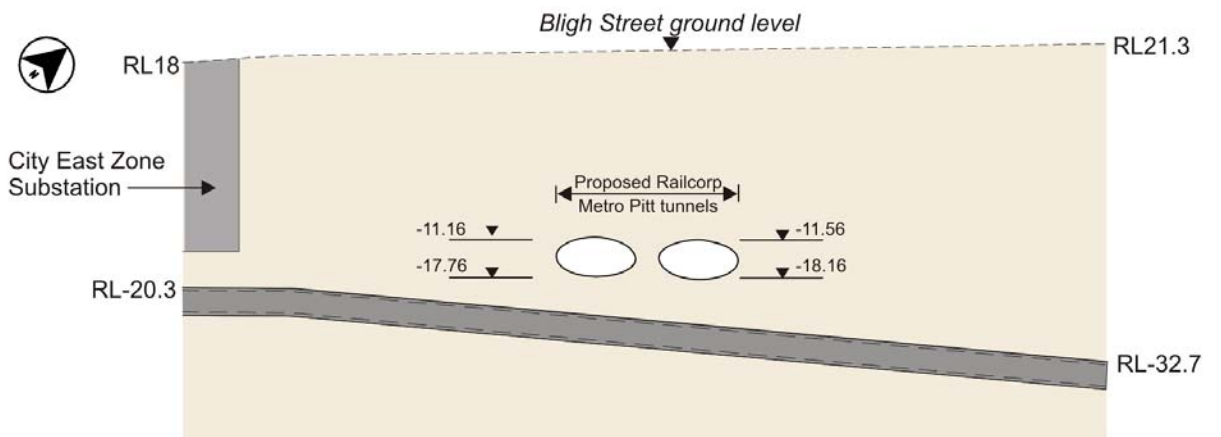 Bligh Street ground level
N
RL18
RL21.3
City East Zone
Substation
Proposed Railcorp
Metro Pitt tunnels
-11.16
-11.56
-17.76
-18.16
RL-20.3
RL-32.7